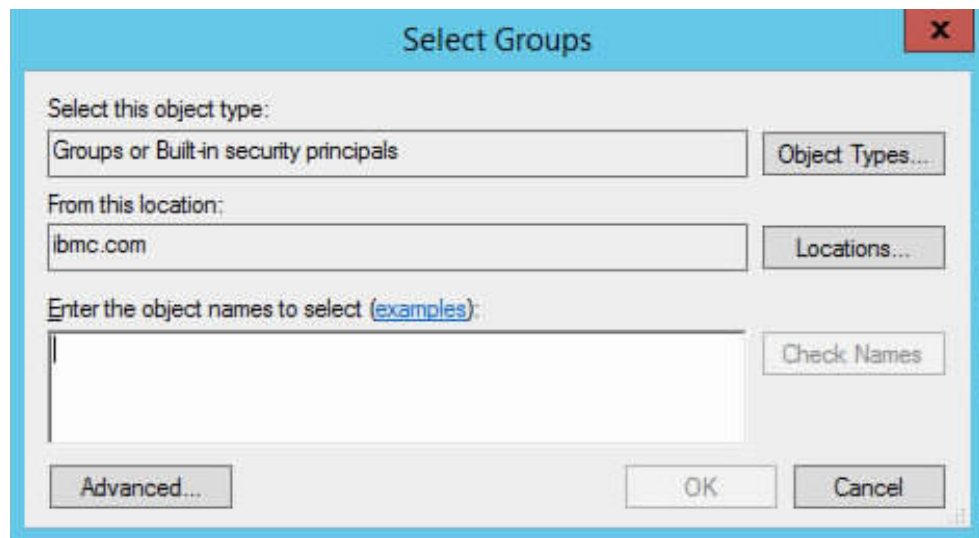 Select Groups
x
Select this object type:
Groups or Built-in security principals
Object Types...
From this location:
ibmc.com
Locations...
Enter the object names to select (examples):
Check Names
Advanced...
OK
Cancel